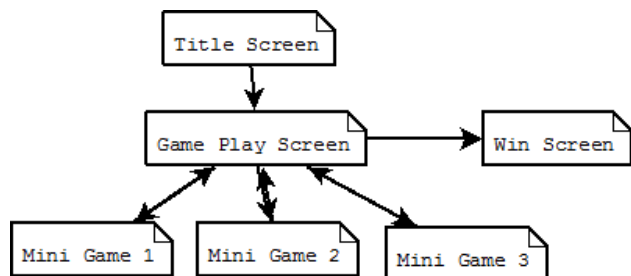 Title Screen
Game Play Screen
Win Screen
Mini Game 1
Mini Game 2
Mini Game 3